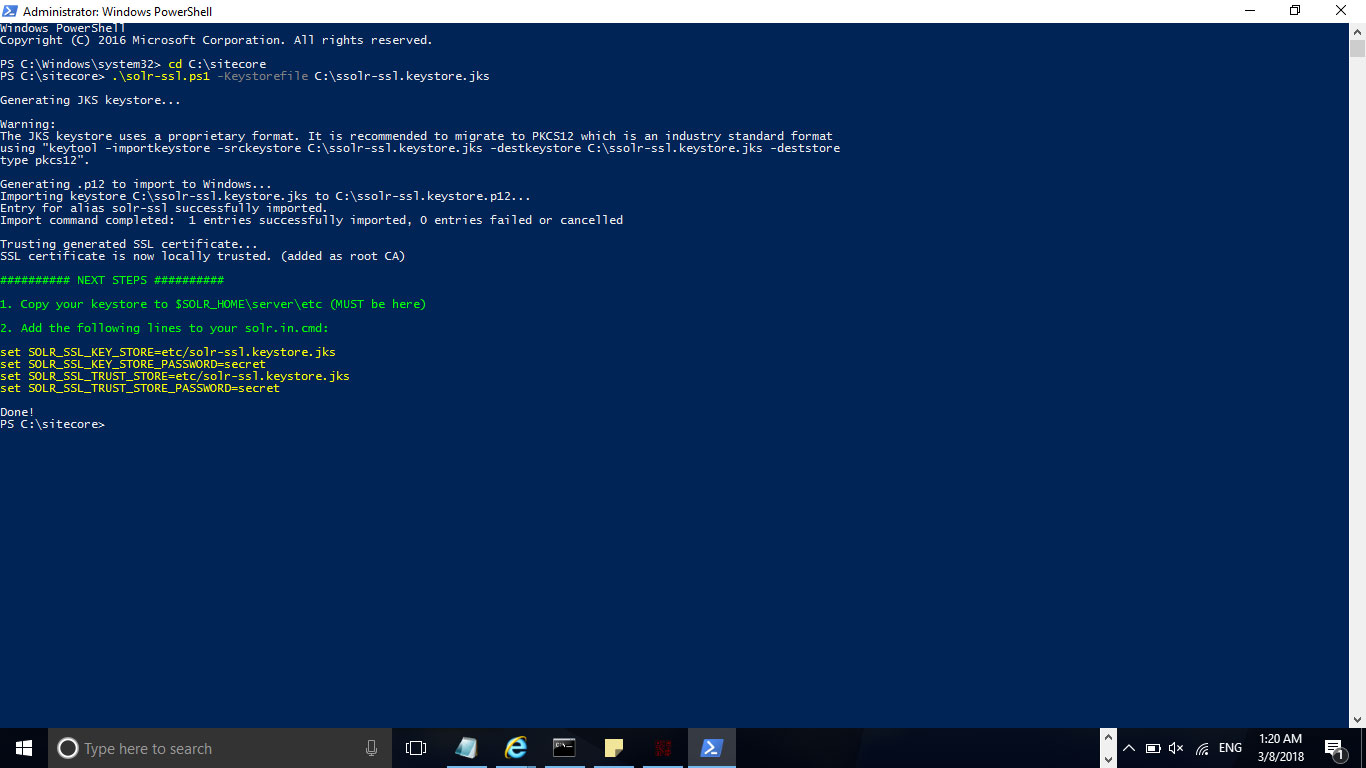 Administrator: Windows PowerShell
Windows PowerShell
Copyright (C) 2016 Microsoft Corporation. All rights reserved.
PS C:\Windows\system32> cd C:\sitecore
PS C:\sitecore> .\solr-ssl.ps1 -Keystorefile C:\ssolr-ssl.keystore.jks
Generating JKS keystore...
Warning:
The JKS keystore uses a proprietary format. It is recommended to migrate to PKCS12 which is an industry standard format
using "keytool -importkeystore -srckeystore C:\ssolr-ssl.keystore.jks -destkeystore C:\ssolr-ssl.keystore.jks -deststore
type pkcs12".
Generating .p12 to import to Windows...
Importing keystore C:\ssolr-ssl.keystore.jks to C:\ssolr-ssl.keystore.p12...
Entry for alias solr-ssl successfully imported.
Import command completed:  1 entries successfully imported, 0 entries failed or cancelled
Trusting generated SSL certificate...
SSL certificate is now locally trusted. (added as root CA)
########## NEXT STEPS ##########
1. Copy your keystore to $SOLR_HOME\server\etc (MUST be here)
2. Add the following lines to your solr.in.cmd:
set SOLR_SSL_KEY_STORE=etc/solr-ssl.keystore.jks
set SOLR_SSL_KEY_STORE_PASSWORD=secret
set SOLR_SSL_TRUST_STORE=etc/solr-ssl.keystore.jks
set SOLR_SSL_TRUST_STORE_PASSWORD=secret
Done!
PS C:\sitecore>
Type here to search
ENG
1:20 AM
3/8/2018
1